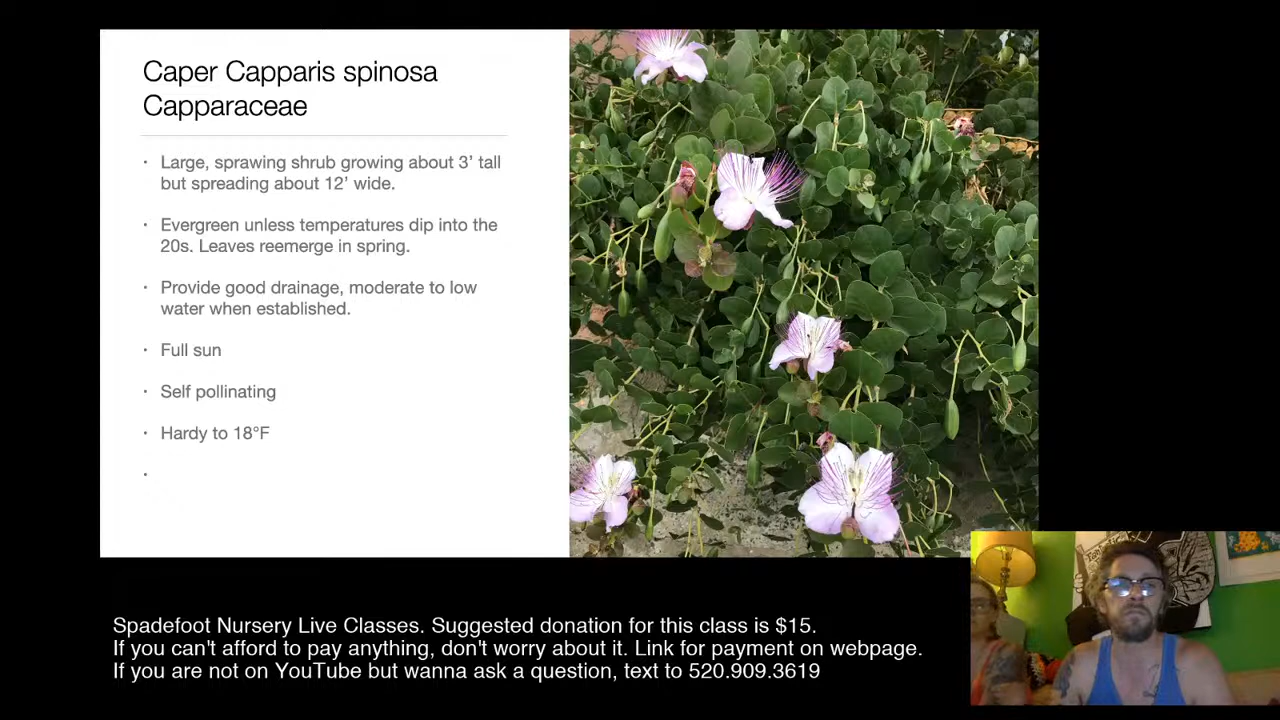 Caper Capparis spinosa
Capparaceae
· Large, sprawing shrub growing about 3’ tall
but spreading about 12’ wide.
· Evergreen unless temperatures dip into the
20s. Leaves reemerge in spring.
· Provide good drainage, moderate to low
water when established.
· Full sun
· Self pollinating
· Hardy to 18°F
·
Spadefoot Nursery Live Classes. Suggested donation for this class is $15.
If you can't afford to pay anything, don't worry about it. Link for payment on webpage.
If you are not on YouTube but wanna ask a question, text to 520.909.3619